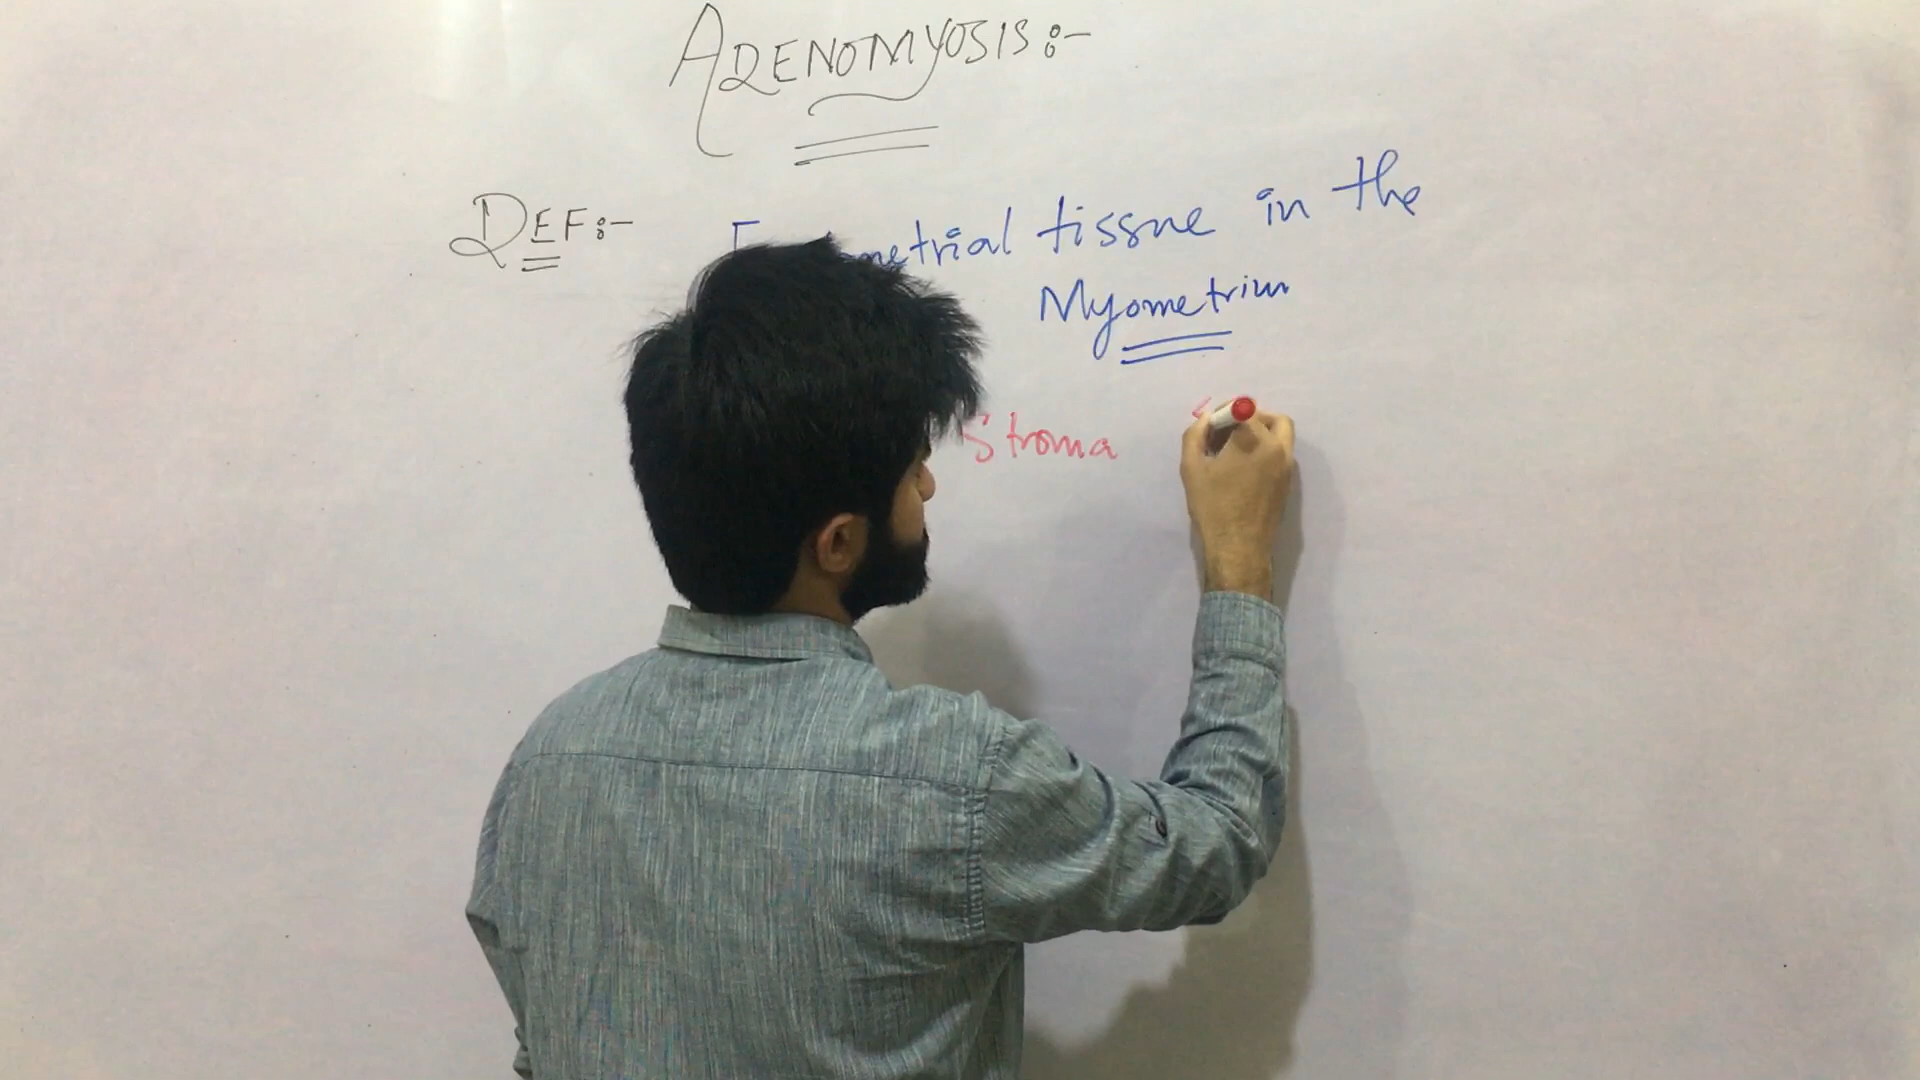 ADENOMYOSIS:-
DEF:- metrial tissue in the
Myometrium
Stroma